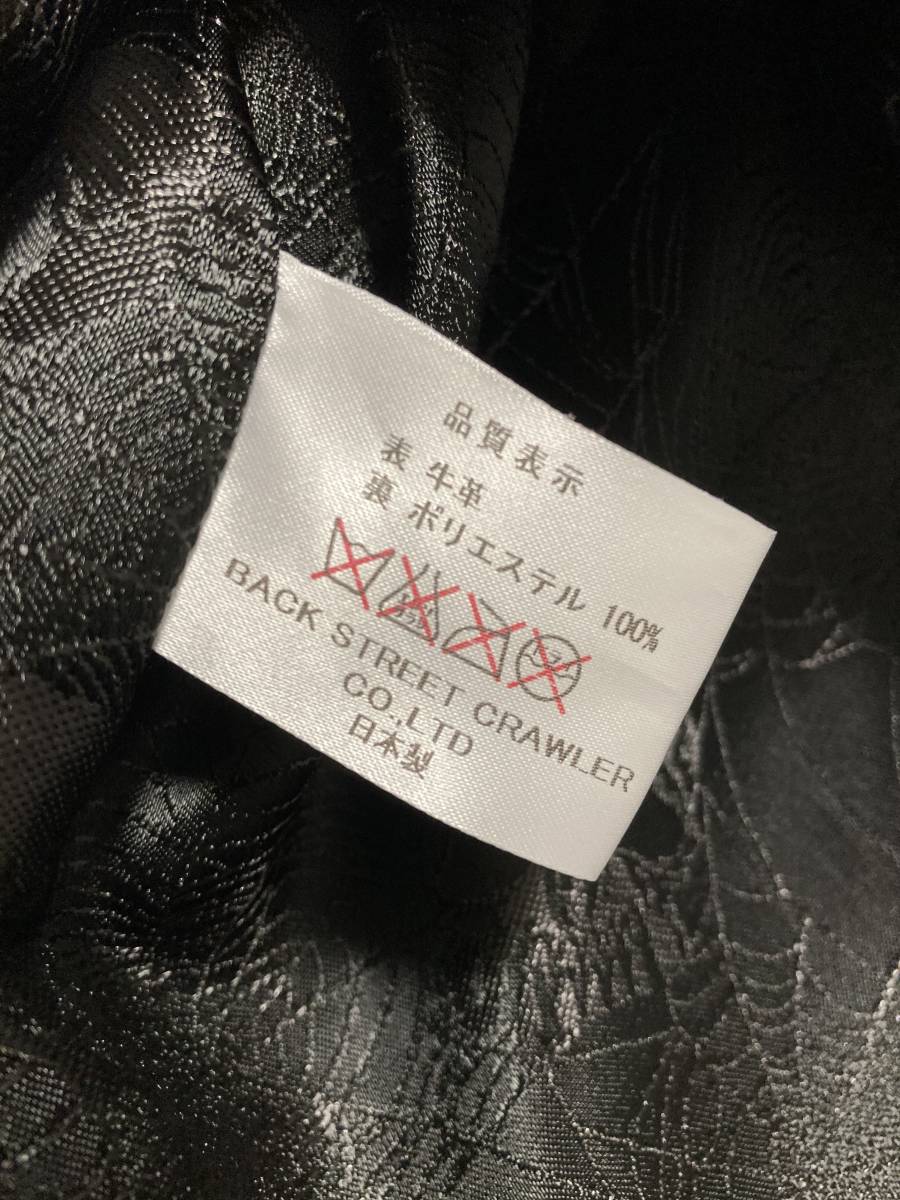 品質表示
表 牛革
裏 ポリエステル 100%
BACK STREET CRAWLER
CO.,LTD
日本製